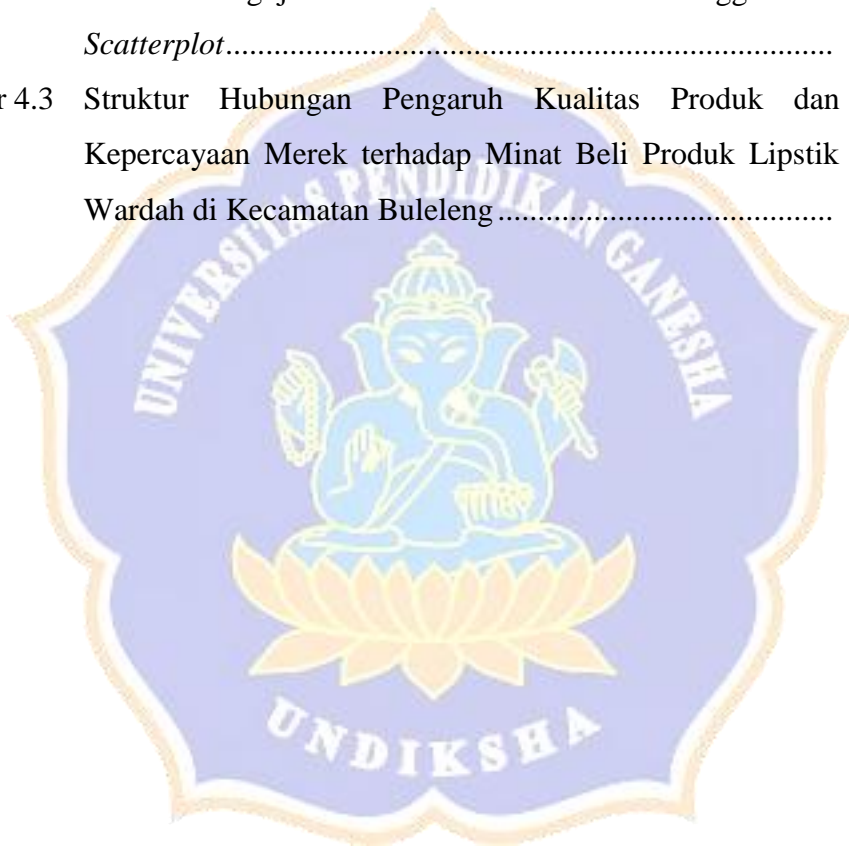 Scatterplot............................................................................
r 4.3 Struktur Hubungan Pengaruh Kualitas Produk dan
Kepercayaan Merek terhadap Minat Beli Produk Lipstik
Wardah di Kecamatan Buleleng..........................................
UNIVERSITAS PENDIDIKAN GANESHA
UNDIKSHA